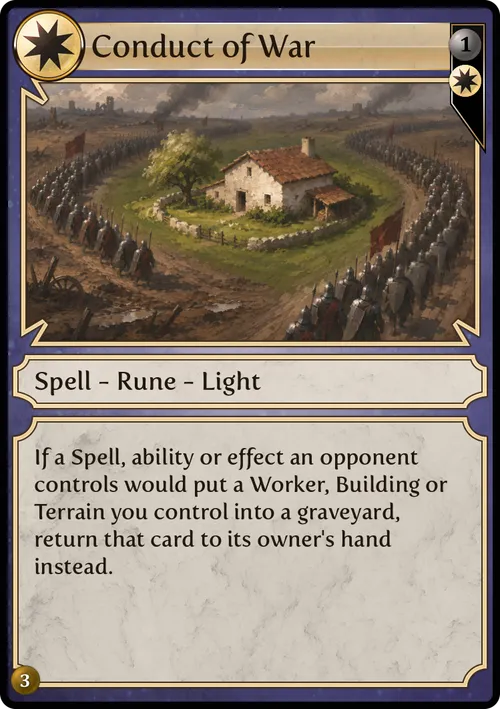 Conduct of War
1
Spell - Rune - Light
If a Spell, ability or effect an opponent
controls would put a Worker, Building or
Terrain you control into a graveyard,
return that card to its owner's hand
instead.
3